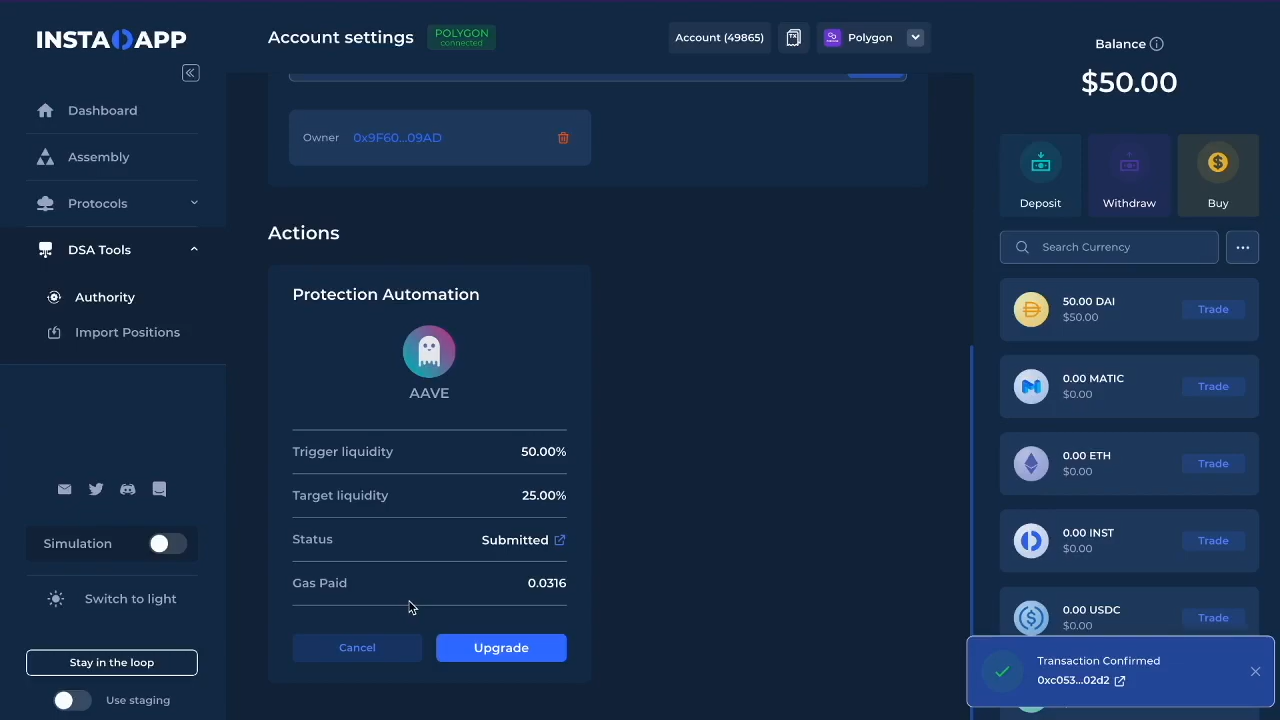 INSTADAPP
Dashboard
Assembly
Protocols
DSA Tools
Authority
Import Positions
Simulation
Switch to light
Stay in the loop
Use staging
Account settings
POLYGON
connected
Account (49865)
TX
Polygon
Owner 0x9F60...09AD
Actions
Protection Automation
AAVE
Trigger liquidity 50.00%
Target liquidity 25.00%
Status Submitted
Gas Paid 0.0316
Cancel Upgrade
Balance
$50.00
Deposit Withdraw Buy
Search Currency
50.00 DAI
$50.00
Trade
0.00 MATIC
$0.00
Trade
0.00 ETH
$0.00
Trade
0.00 INST
$0.00
Trade
0.00 USDC
Trade
Transaction Confirmed
0xc053...02d2